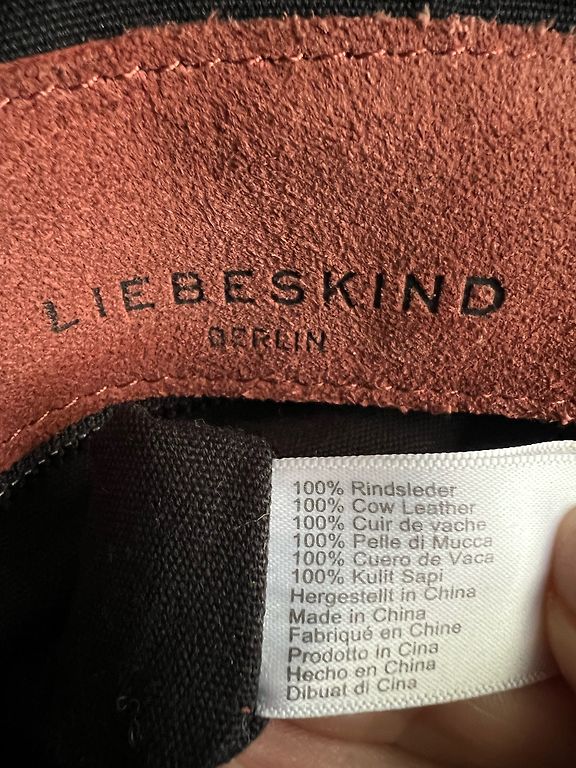 LIEBESKIND
BERLIN
100% Rindsleder
100% Cow Leather
100% Cuir de vache
100% Pelle di Mucca
100% Cuero de Vaca
100% Kulit Sapi
Hergestellt in China
Made in China
Fabriqué en Chine
Prodotto in Cina
Hecho en China
Dibuat di Cina